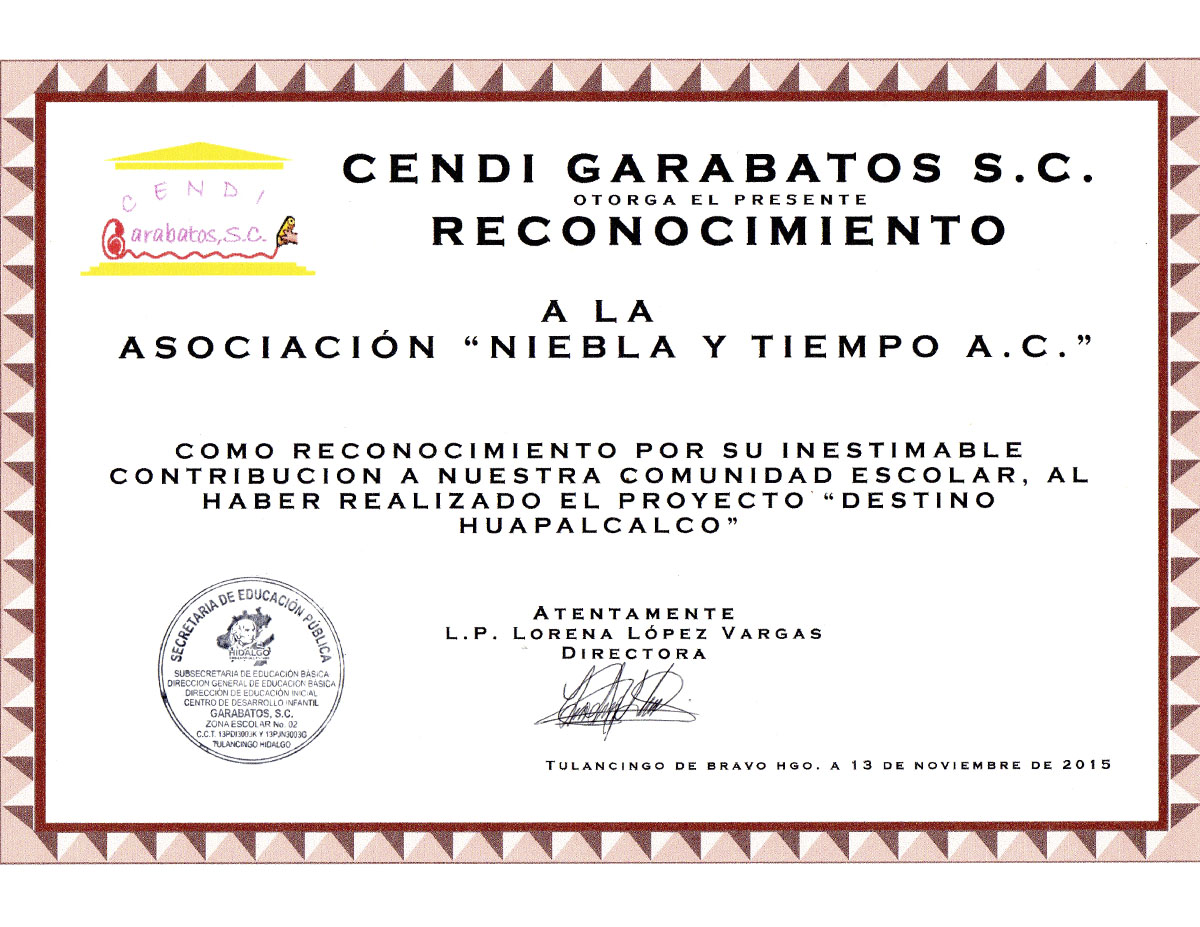 CENDI
Garabatos, S.C.
CENDI GARABATOS S.C.
OTORGA EL PRESENTE
RECONOCIMIENTO
A LA
ASOCIACIÓN “NIEBLA Y TIEMPO A.C.”
COMO RECONOCIMIENTO POR SU INESTIMABLE
CONTRIBUCION A NUESTRA COMUNIDAD ESCOLAR, AL
HABER REALIZADO EL PROYECTO “DESTINO
HUAPALCALCO”
SECRETARIA DE EDUCACIÓN PÚBLICA
HIDALGO
SUBSECRETARIA DE EDUCACIÓN BÁSICA
DIRECCIÓN GENERAL DE EDUCACIÓN BÁSICA
DIRECCIÓN DE EDUCACIÓN INICIAL
CENTRO DE DESARROLLO INFANTIL
GARABATOS, S.C.
ZONA ESCOLAR No. 02
C.C.T. 13PDI3003K Y 13PJN3003G
TULANCINGO HIDALGO
ATENTAMENTE
L.P. LORENA LÓPEZ VARGAS
DIRECTORA
TULANCINGO DE BRAVO HGO. A 13 DE NOVIEMBRE DE 2015